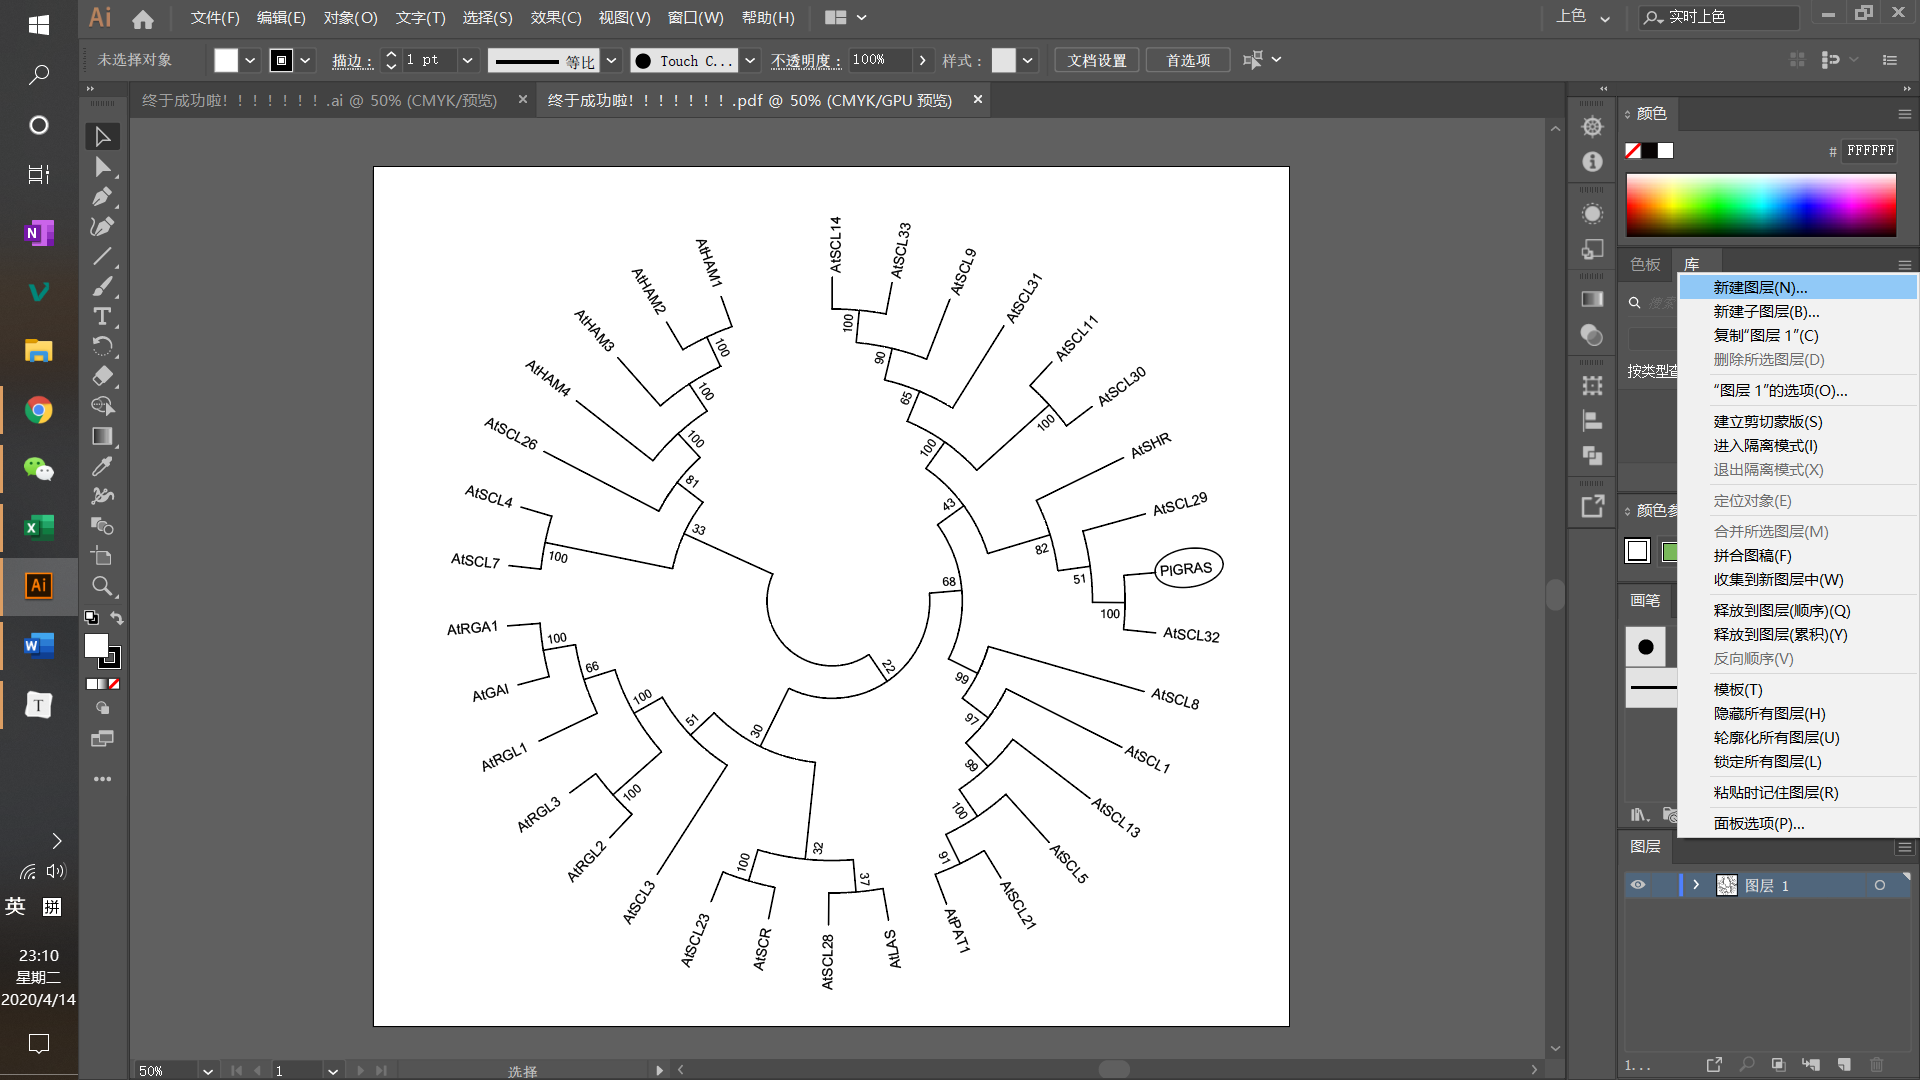 Ai 文件(F) 编辑(E) 对象(O) 文字(T) 选择(S) 效果(C) 视图(V) 窗口(W) 帮助(H) 上色 实时上色
未选择对象 描边: 1 pt 等比 Touch C... 不透明度: 100% 样式: 文档设置 首选项
终于成功啦!!!!!!!.ai @ 50% (CMYK/预览)
终于成功啦!!!!!!!.pdf @ 50% (CMYK/GPU 预览)
AtSCL14
AtSCL33
AtSCL9
AtSCL31
AtSCL11
AtSCL30
AtSHR
AtSCL29
PIGRAS
AtSCL32
AtSCL8
AtSCL1
AtSCL13
AtSCL5
AtSCL21
AtPAT1
AtLAS
AtSCL28
AtSCR
AtSCL23
AtSCL3
AtRGL2
AtRGL3
AtRGL1
AtGAI
AtRGA1
AtSCL7
AtSCL4
AtSCL26
AtHAM4
AtHAM3
AtHAM2
AtHAM1
100
90
65
100
100
43
82
51
100
68
99
97
99
100
91
22
30
32
37
100
51
100
100
66
100
33
100
81
100
100
100
颜色
# FFFFFF
色板 库
按类型查
颜色参
画笔
新建图层(N)...
新建子图层(B)...
复制“图层 1”(C)
删除所选图层(D)
“图层 1”的选项(O)...
建立剪切蒙版(S)
进入隔离模式(I)
退出隔离模式(X)
定位对象(E)
合并所选图层(M)
拼合图稿(F)
收集到新图层中(W)
释放到图层(顺序)(Q)
释放到图层(累积)(Y)
反向顺序(V)
模板(T)
隐藏所有图层(H)
轮廓化所有图层(U)
锁定所有图层(L)
粘贴时记住图层(R)
面板选项(P)...
图层
图层 1
1...
50% 1 选择
N
X
Ai
W
T
英 拼
23:10
星期二
2020/4/14